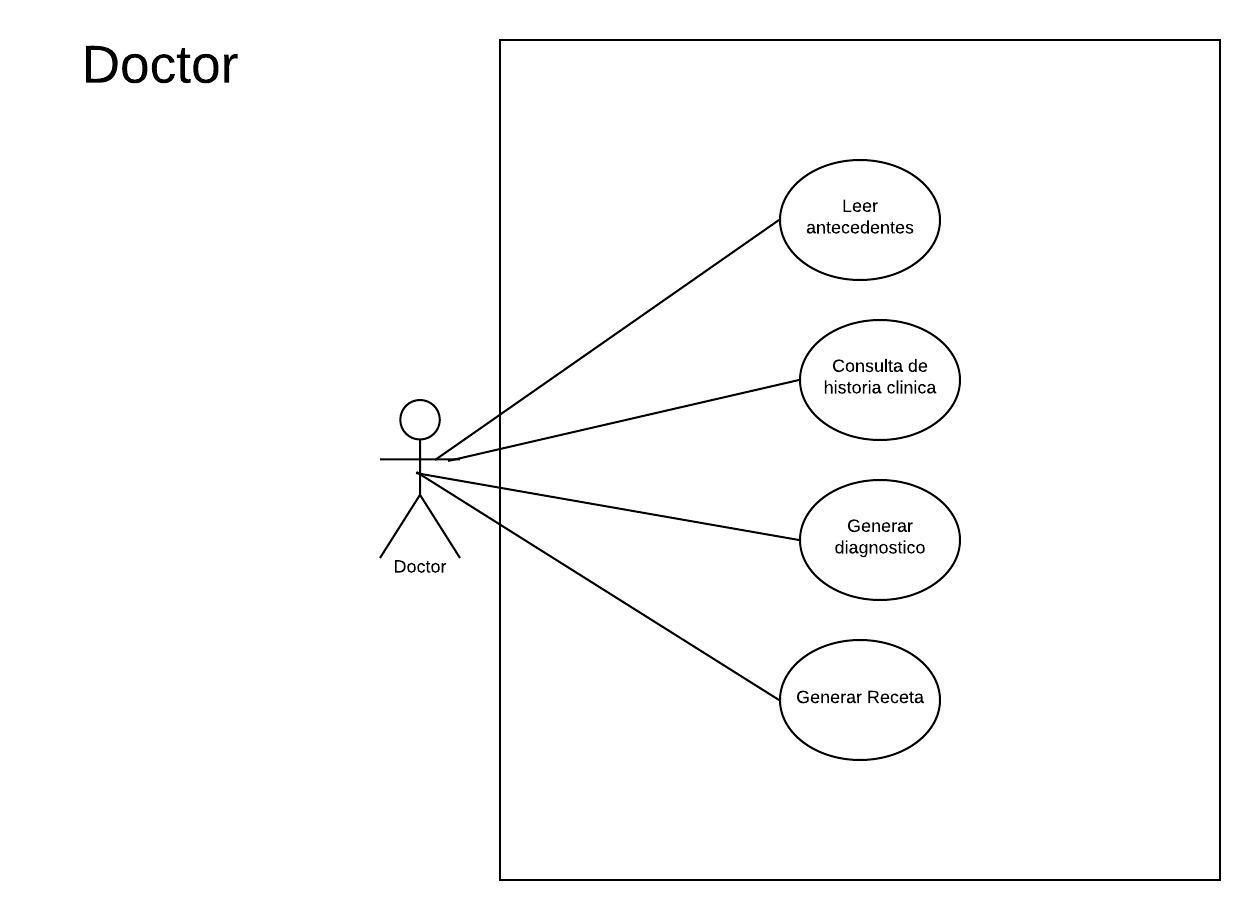 Doctor
Leer
antecedentes
Consulta de
historia clinica
Generar
diagnostico
Doctor
Generar Receta